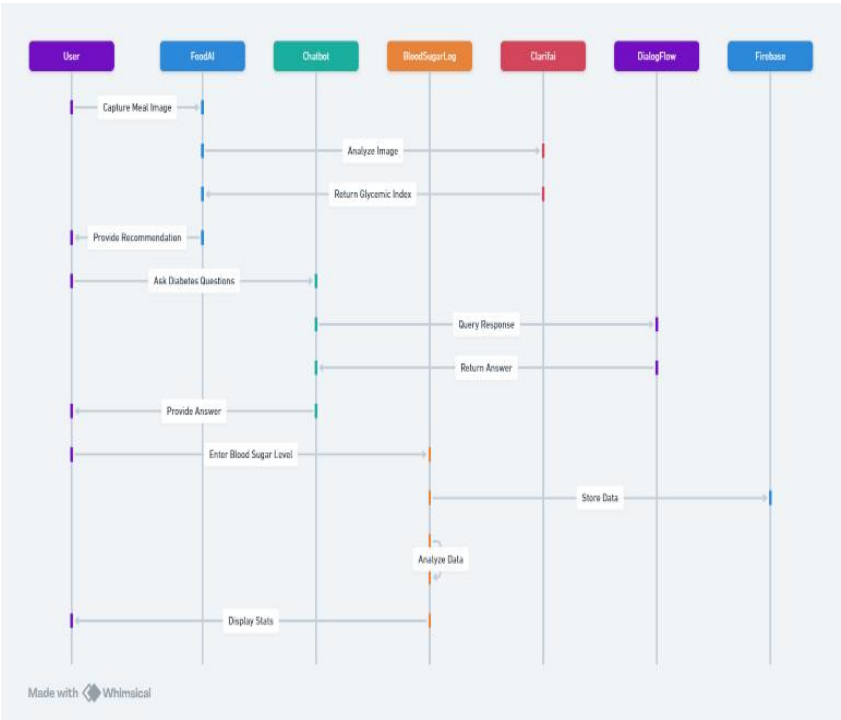 User
FoodAI
Chatbot
BloodSugarLog
Clarifai
DialogFlow
Firebase
Capture Meal Image
Analyze Image
Return Glycemic Index
Provide Recommendation
Ask Diabetes Questions
Query Response
Return Answer
Provide Answer
Enter Blood Sugar Level
Store Data
Analyze Data
Display Stats
Made with Whimsical